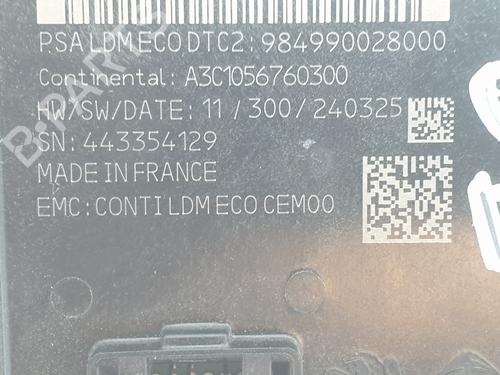 PSA LDM ECO DTC2: 984990028000
Continental: A3C1056760300
HW/SW/DATE: 11/300/240325
SN: 443354129
MADE IN FRANCE
EMC: CONTI LDM ECO CEM00
B-PARTS